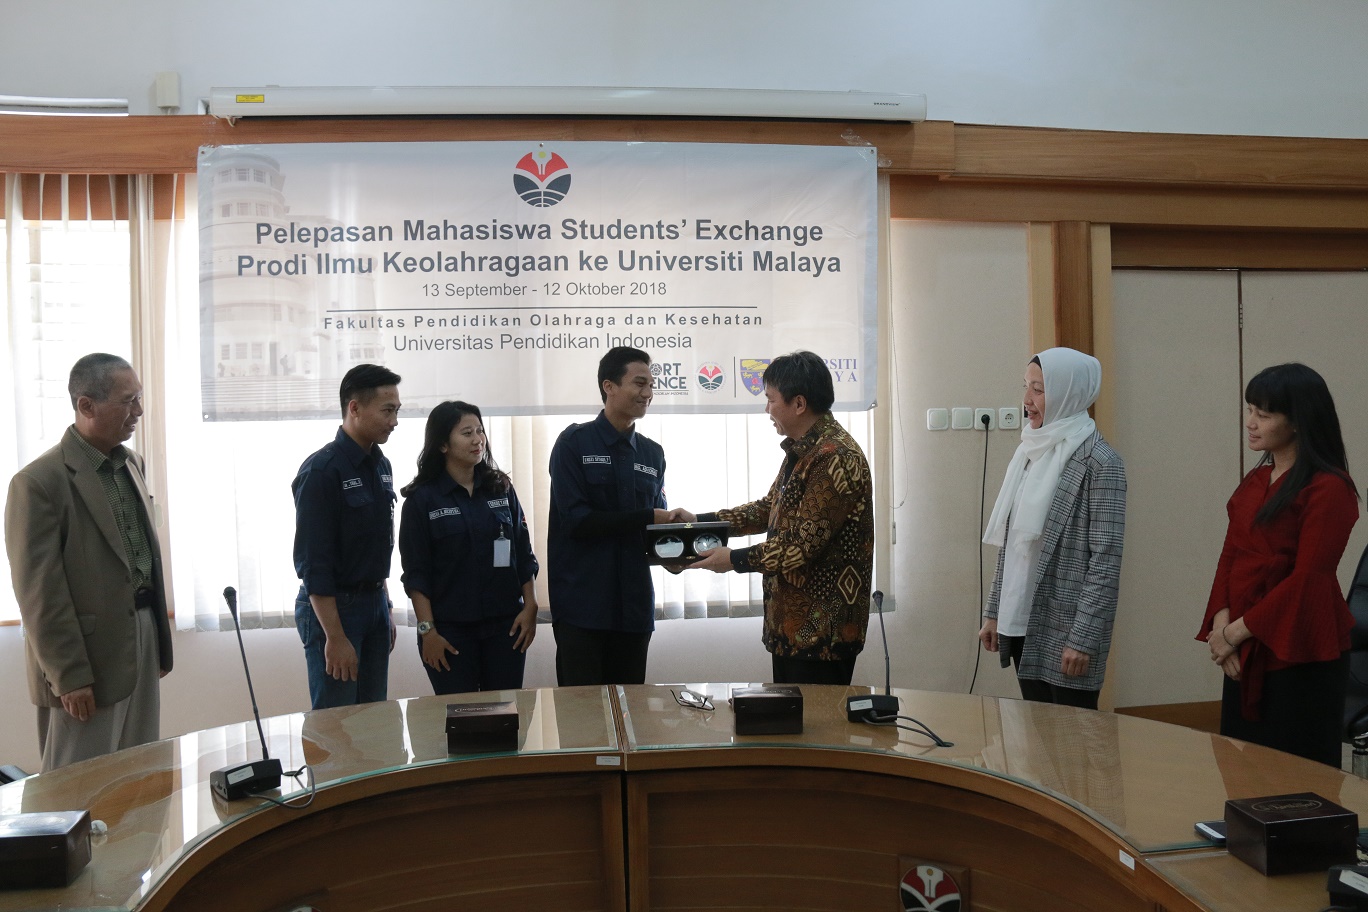 Pelepasan Mahasiswa Students' Exchange
Prodi Ilmu Keolahragaan ke Universiti Malaya
13 September - 12 Oktober 2018
Fakultas Pendidikan Olahraga dan Kesehatan
Universitas Pendidikan Indonesia